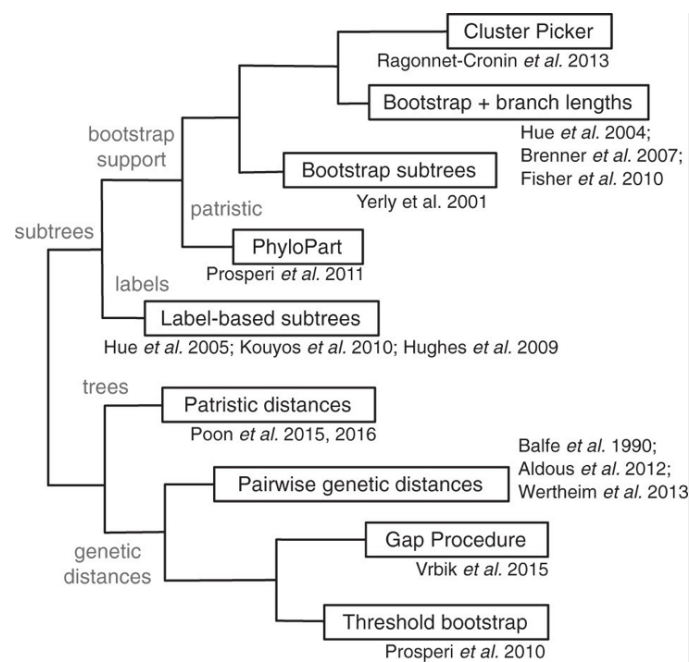 Cluster Picker
Ragonnet-Cronin et al. 2013
Bootstrap + branch lengths
Hue et al. 2004;
Brenner et al. 2007;
Fisher et al. 2010
bootstrap
support
Bootstrap subtrees
Yerly et al. 2001
patristic
subtrees
PhyloPart
Prosperi et al. 2011
labels
Label-based subtrees
Hue et al. 2005; Kouyos et al. 2010; Hughes et al. 2009
trees
Patristic distances
Poon et al. 2015, 2016
Pairwise genetic distances
Balfe et al. 1990;
Aldous et al. 2012;
Wertheim et al. 2013
genetic
distances
Gap Procedure
Vrbik et al. 2015
Threshold bootstrap
Prosperi et al. 2010